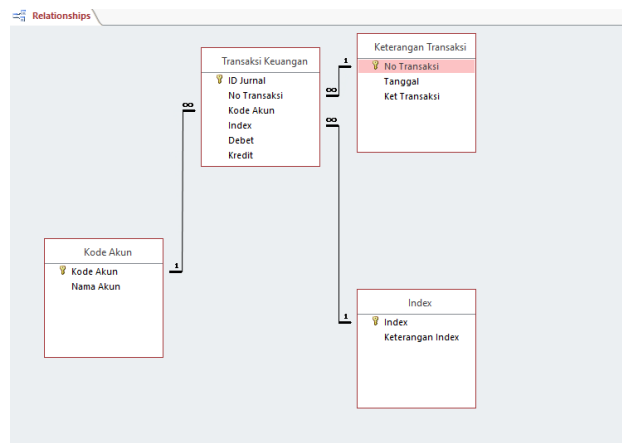 Relationships
Transaksi Keuangan
ID Jurnal
No Transaksi
Kode Akun
Index
Debet
Kredit
Keterangan Transaksi
No Transaksi
Tanggal
Ket Transaksi
1
∞
∞
∞
1
1
Kode Akun
Kode Akun
Nama Akun
Index
Index
Keterangan Index